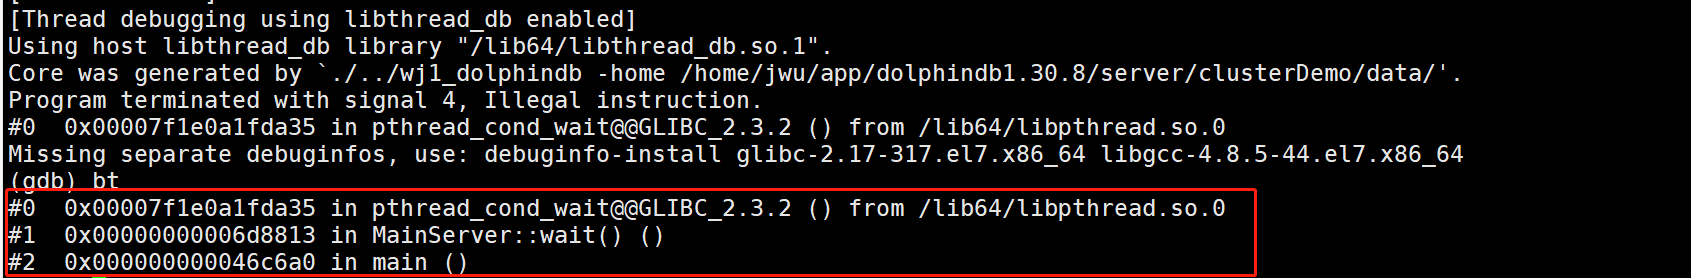 [Thread debugging using libthread_db enabled]
Using host libthread_db library "/lib64/libthread_db.so.1".
Core was generated by `./../wj1_dolphindb -home /home/jwu/app/dolphindb1.30.8/server/clusterDemo/data/'.
Program terminated with signal 4, Illegal instruction.
#0  0x00007f1e0a1fda35 in pthread_cond_wait@@GLIBC_2.3.2 () from /lib64/libpthread.so.0
Missing separate debuginfos, use: debuginfo-install glibc-2.17-317.el7.x86_64 libgcc-4.8.5-44.el7.x86_64
(gdb) bt
#0  0x00007f1e0a1fda35 in pthread_cond_wait@@GLIBC_2.3.2 () from /lib64/libpthread.so.0
#1  0x00000000006d8813 in MainServer::wait() ()
#2  0x000000000046c6a0 in main ()